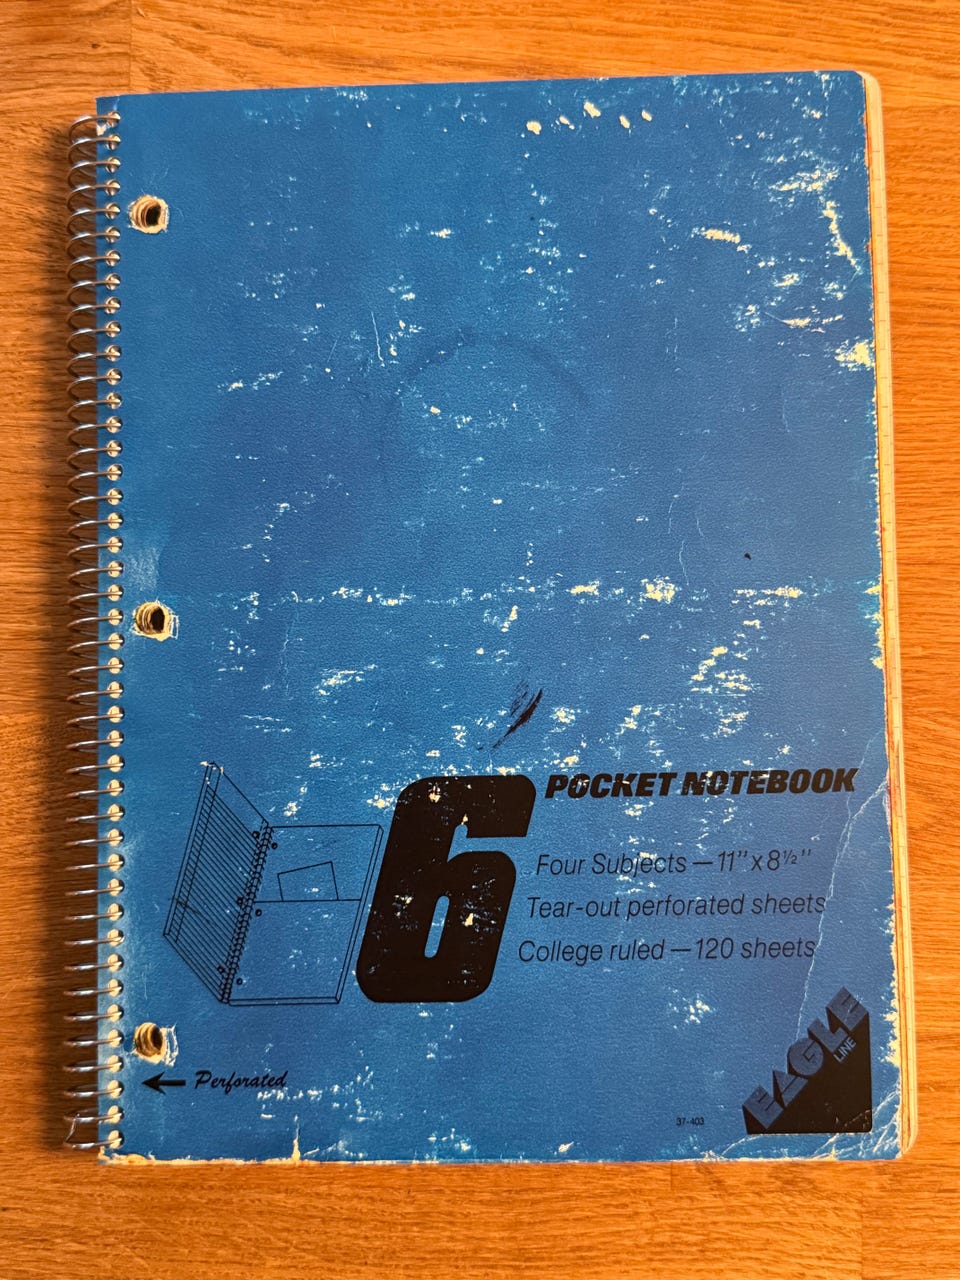 6 POCKET NOTEBOOK
Four Subjects — 11" x 8½"
Tear-out perforated sheets
College ruled — 120 sheets
EAGLE
LINE
Perforated
37-403